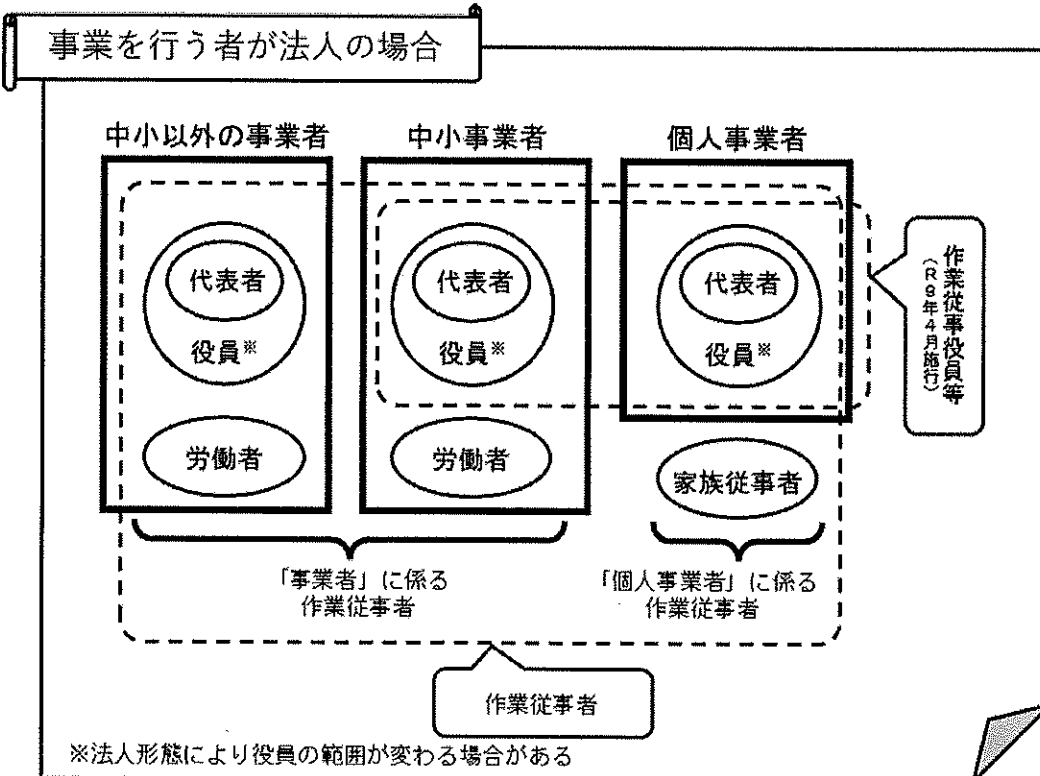 事業を行う者が法人の場合
中小以外の事業者
中小事業者
個人事業者
代表者
役員※
労働者
代表者
役員※
労働者
代表者
役員※
家族従事者
作業従事役員等
（R9年4月施行）
「事業者」に係る
作業従事者
「個人事業者」に係る
作業従事者
作業従事者
※法人形態により役員の範囲が変わる場合がある